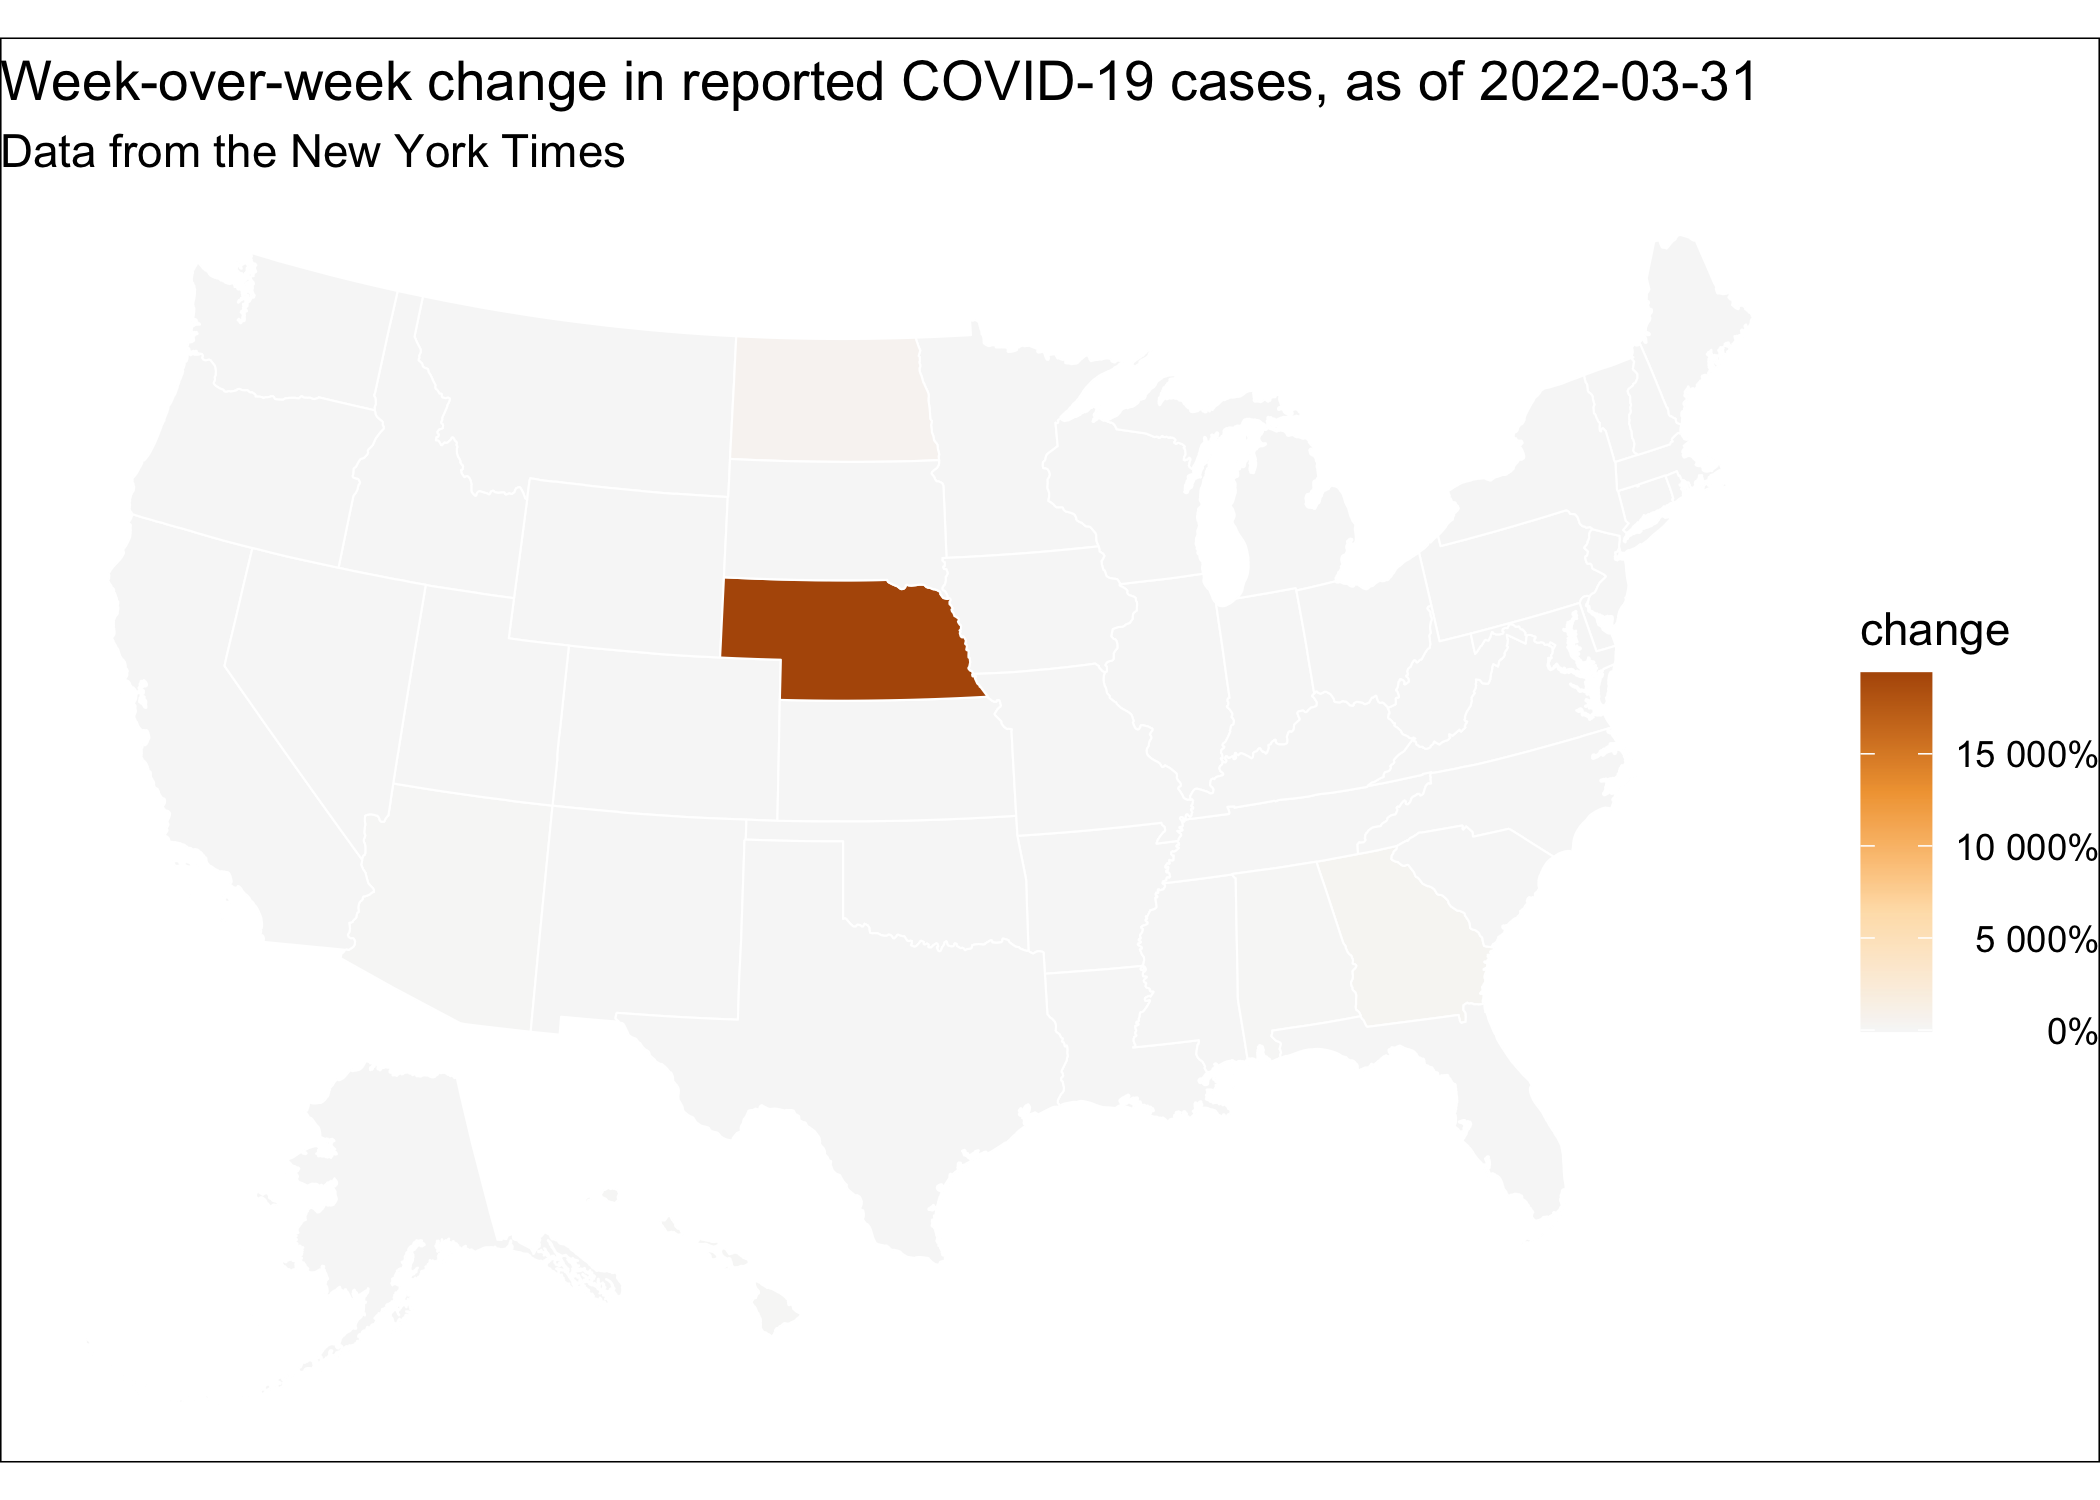 Week-over-week change in reported COVID-19 cases, as of 2022-03-31
Data from the New York Times
change
15 000%
10 000%
5 000%
0%